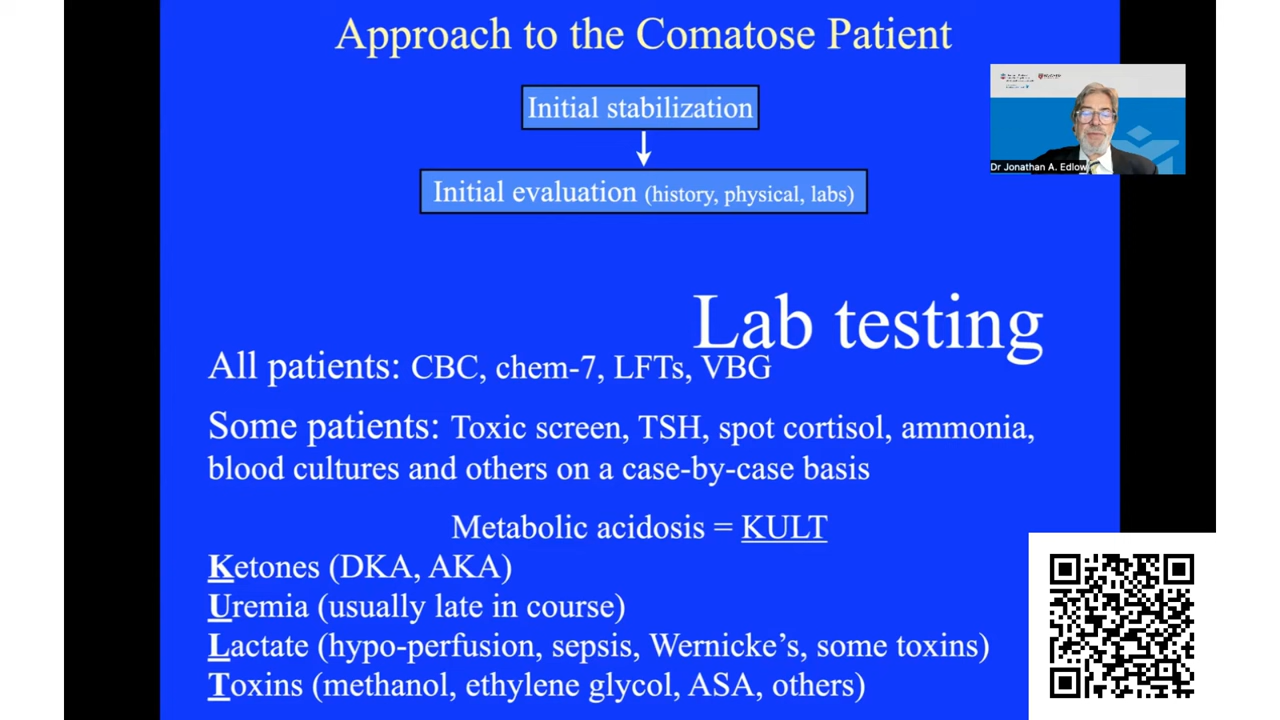 Approach to the Comatose Patient
Initial stabilization
Dr Jonathan A. Edlow
Initial evaluation (history, physical, labs)
Lab testing
All patients: CBC, chem-7, LFTs, VBG
Some patients: Toxic screen, TSH, spot cortisol, ammonia,
blood cultures and others on a case-by-case basis
Metabolic acidosis = KULT
Ketones (DKA, AKA)
Uremia (usually late in course)
Lactate (hypo-perfusion, sepsis, Wernicke’s, some toxins)
Toxins (methanol, ethylene glycol, ASA, others)